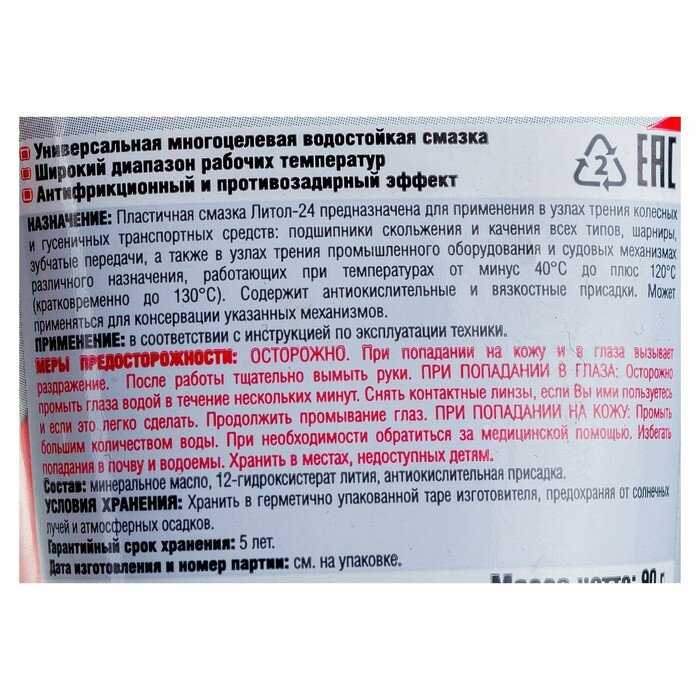 Универсальная многоцелевая водостойкая смазка
Широкий диапазон рабочих температур
Антифрикционный и противозадирный эффект
2
EAC
НАЗНАЧЕНИЕ: Пластичная смазка Литол-24 предназначена для применения в узлах трения колесных
и гусеничных транспортных средств: подшипники скольжения и качения всех типов, шарниры,
зубчатые передачи, а также в узлах трения промышленного оборудования и судовых механизмах
различного назначения, работающих при температурах от минус 40°С до плюс 120°С
(кратковременно до 130°С). Содержит антиокислительные и вязкостные присадки. Может
применяться для консервации указанных механизмов.
ПРИМЕНЕНИЕ: в соответствии с инструкцией по эксплуатации техники.
МЕРЫ ПРЕДОСТОРОЖНОСТИ: ОСТОРОЖНО. При попадании на кожу и в глаза вызывает
раздражение. После работы тщательно вымыть руки. ПРИ ПОПАДАНИИ В ГЛАЗА: Осторожно
промыть глаза водой в течение нескольких минут. Снять контактные линзы, если Вы ими пользуетесь
и если это легко сделать. Продолжить промывание глаз. ПРИ ПОПАДАНИИ НА КОЖУ: Промыть
большим количеством воды. При необходимости обратиться за медицинской помощью. Избегать
попадания в почву и водоемы. Хранить в местах, недоступных детям.
Состав: минеральное масло, 12-гидроксистерат лития, антиокислительная присадка.
УСЛОВИЯ ХРАНЕНИЯ: Хранить в герметично упакованной таре изготовителя, предохраняя от солнечных
лучей и атмосферных осадков.
Гарантийный срок хранения: 5 лет.
Дата изготовления и номер партии: см. на упаковке.
Масса нетто: 90 г